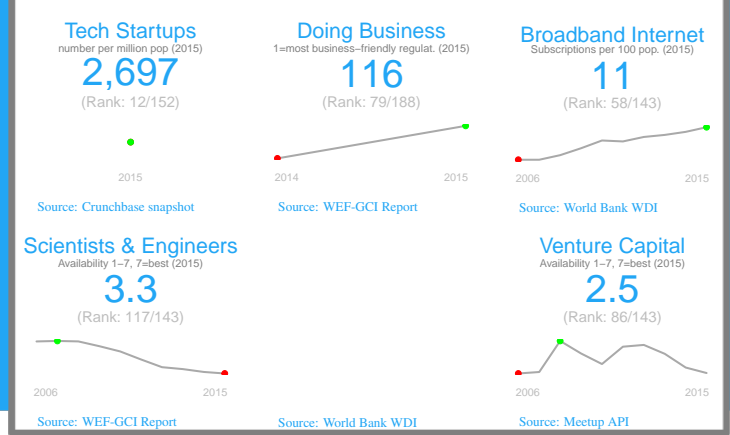 Tech Startups
number per million pop (2015)
2,697
(Rank: 12/152)
2015
Source: Crunchbase snapshot
Doing Business
1=most business−friendly regulat. (2015)
116
(Rank: 79/188)
2014 2015
Source: WEF-GCI Report
Broadband Internet
Subscriptions per 100 pop. (2015)
11
(Rank: 58/143)
2006 2015
Source: World Bank WDI
Scientists & Engineers
Availability 1−7, 7=best (2015)
3.3
(Rank: 117/143)
2006 2015
Source: WEF-GCI Report
Source: World Bank WDI
Venture Capital
Availability 1−7, 7=best (2015)
2.5
(Rank: 86/143)
2006 2015
Source: Meetup API